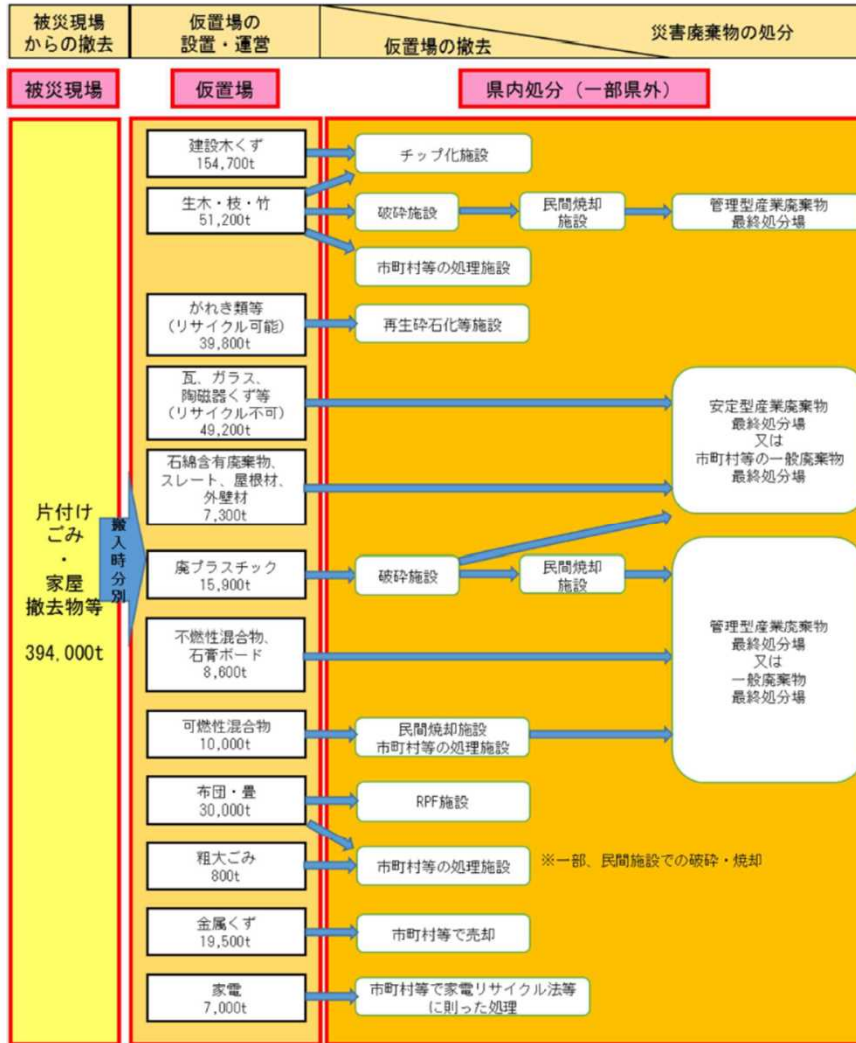 被災現場
からの撤去
仮置場の
設置・運営
仮置場の撤去
災害廃棄物の処分
被災現場
仮置場
県内処分（一部県外）
片付け
ごみ
・
家屋
撤去物等
394,000t
搬入時分別
建設木くず
154,700t
チップ化施設
生木・枝・竹
51,200t
破砕施設
民間焼却
施設
管理型産業廃棄物
最終処分場
市町村等の処理施設
がれき類等
（リサイクル可能）
39,800t
再生砕石化等施設
瓦、ガラス、
陶磁器くず等
（リサイクル不可）
49,200t
安定型産業廃棄物
最終処分場
又は
市町村等の一般廃棄物
最終処分場
石綿含有廃棄物、
スレート、屋根材、
外壁材
7,300t
廃プラスチック
15,900t
破砕施設
民間焼却
施設
管理型産業廃棄物
最終処分場
又は
一般廃棄物
最終処分場
不燃性混合物、
石膏ボード
8,600t
可燃性混合物
10,000t
民間焼却施設
市町村等の処理施設
布団・畳
30,000t
RPF施設
粗大ごみ
800t
市町村等の処理施設
※一部、民間施設での破砕・焼却
金属くず
19,500t
市町村等で売却
家電
7,000t
市町村等で家電リサイクル法等
に則った処理